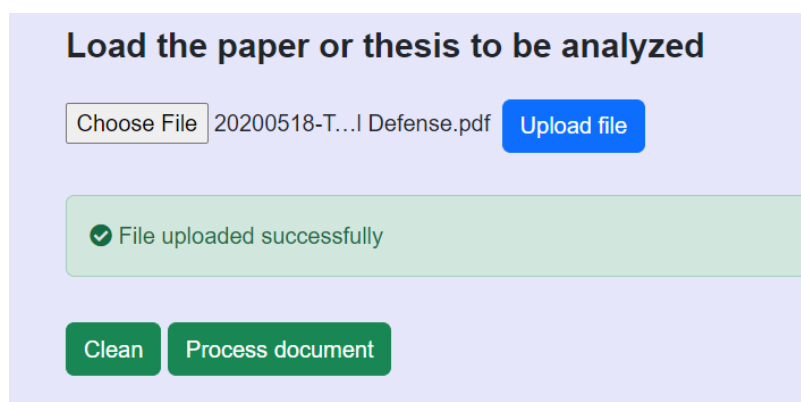 Load the paper or thesis to be analyzed
Choose File 20200518-T...l Defense.pdf Upload file
File uploaded successfully
Clean Process document